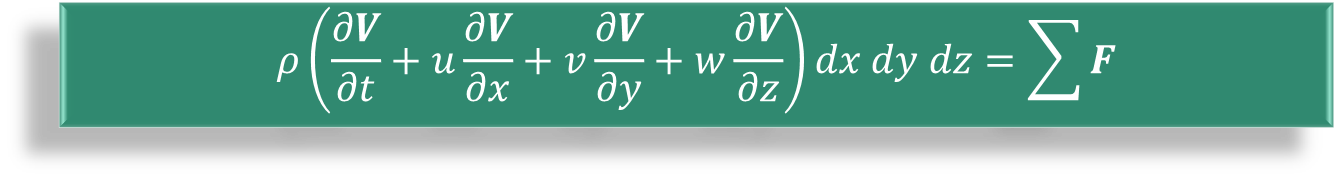 ρ(∂V/∂t + u ∂V/∂x + v ∂V/∂y + w ∂V/∂z) dx dy dz = ∑ F